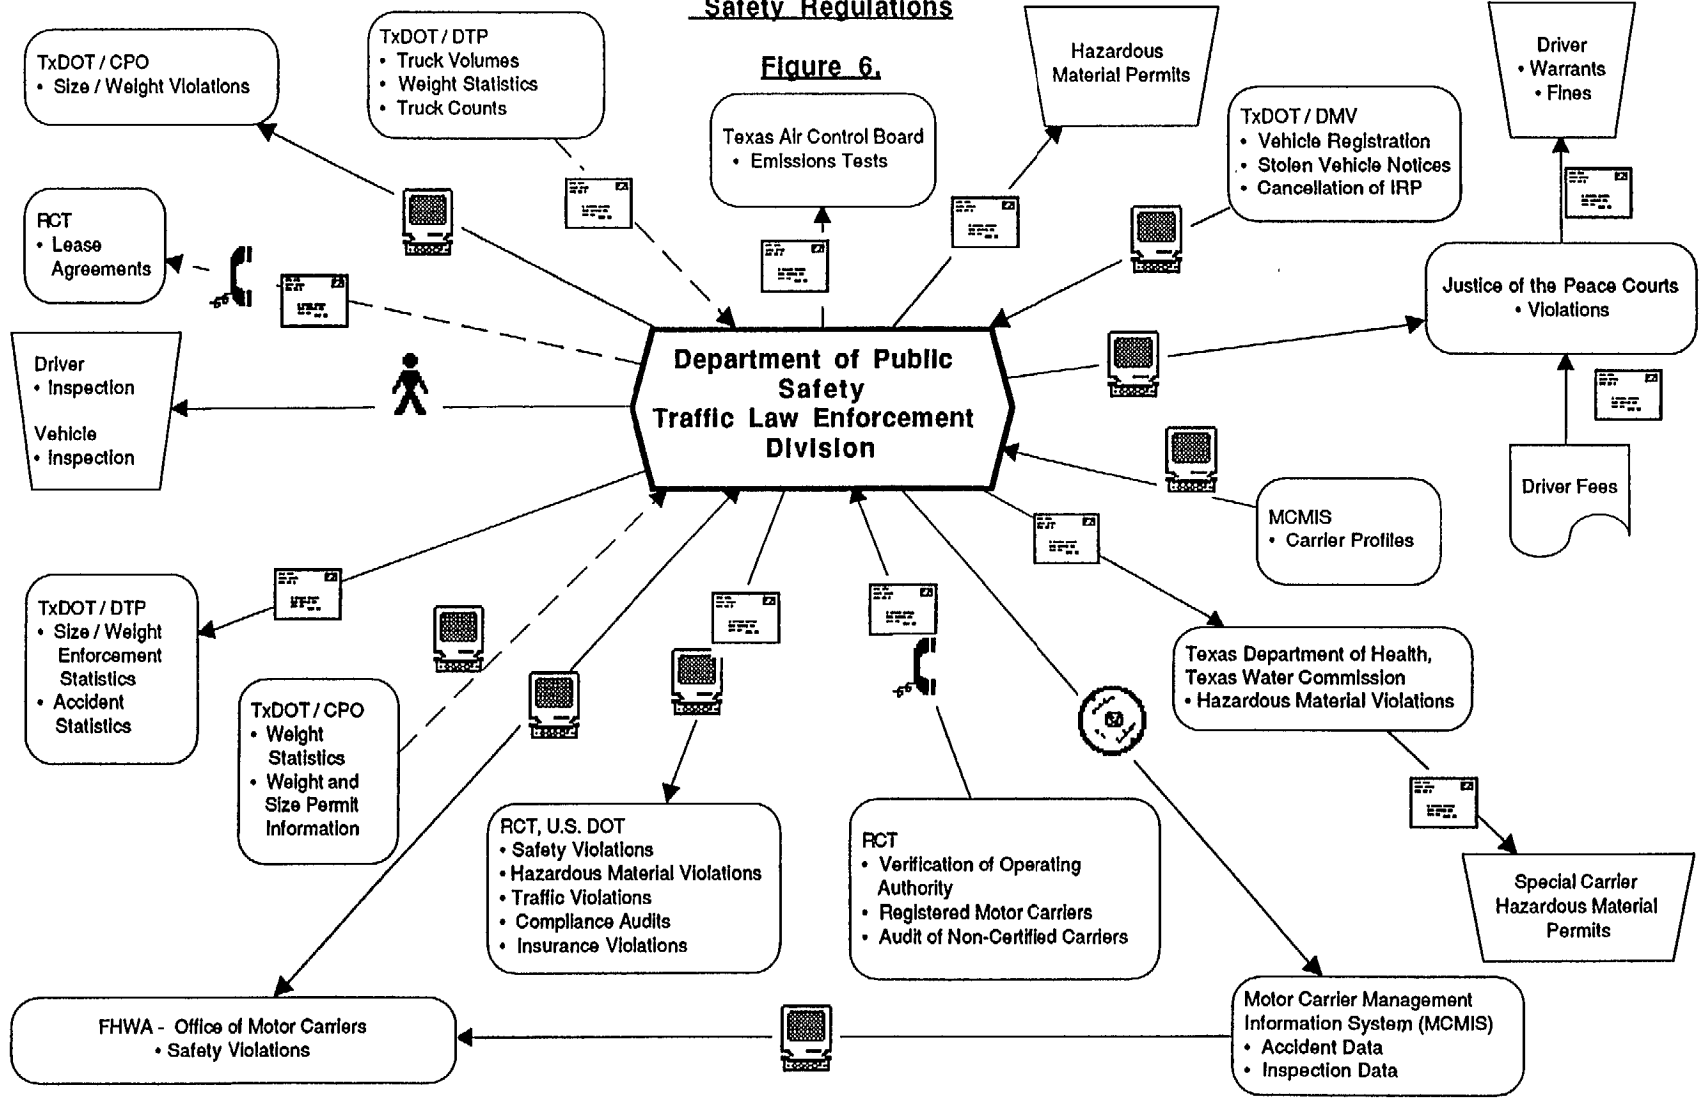 Safety Regulations
Figure 6.
TxDOT / CPO
• Size / Weight Violations
TxDOT / DTP
• Truck Volumes
• Weight Statistics
• Truck Counts
Texas Air Control Board
• Emissions Tests
Hazardous
Material Permits
TxDOT / DMV
• Vehicle Registration
• Stolen Vehicle Notices
• Cancellation of IRP
Driver
• Warrants
• Fines
RCT
• Lease
Agreements
Justice of the Peace Courts
• Violations
Driver
• Inspection
Vehicle
• Inspection
Department of Public
Safety
Traffic Law Enforcement
Division
Driver Fees
MCMIS
• Carrier Profiles
TxDOT / DTP
• Size / Weight
Enforcement
Statistics
• Accident
Statistics
TxDOT / CPO
• Weight
Statistics
• Weight and
Size Permit
Information
Texas Department of Health,
Texas Water Commission
• Hazardous Material Violations
RCT, U.S. DOT
• Safety Violations
• Hazardous Material Violations
• Traffic Violations
• Compliance Audits
• Insurance Violations
RCT
• Verification of Operating
Authority
• Registered Motor Carriers
• Audit of Non-Certified Carriers
Special Carrier
Hazardous Material
Permits
FHWA - Office of Motor Carriers
• Safety Violations
Motor Carrier Management
Information System (MCMIS)
• Accident Data
• Inspection Data